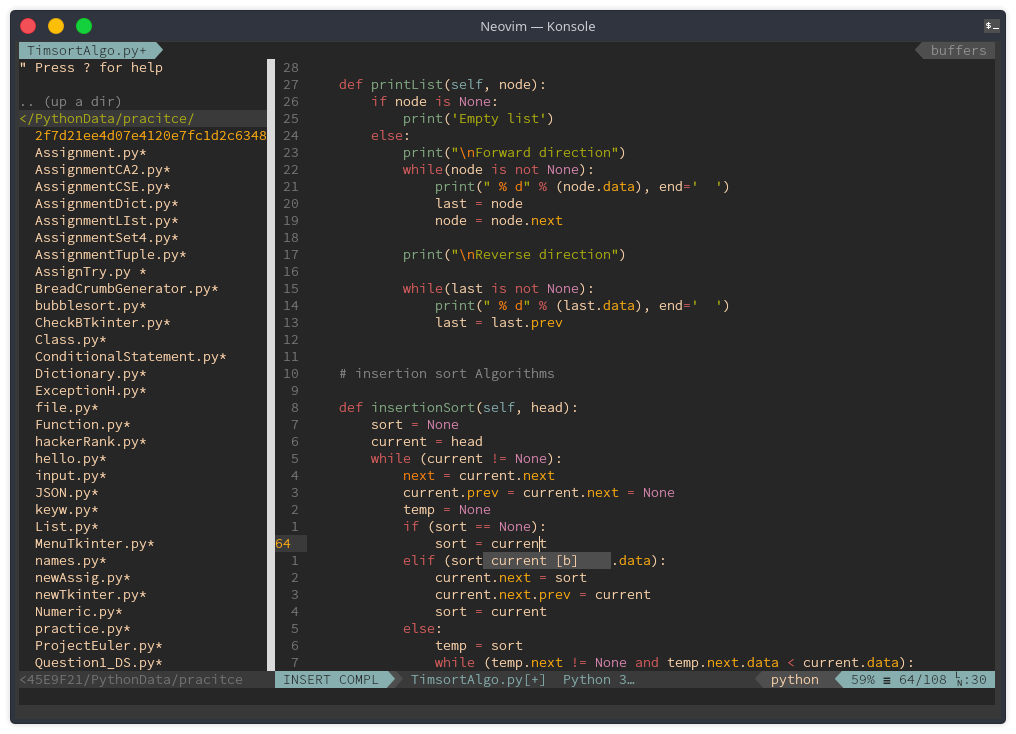 Neovim — Konsole
TimsortAlgo.py+
buffers
" Press ? for help
.. (up a dir)
</PythonData/pracitce/
2f7d21ee4d07e4120e7fc1d2c6348
Assignment.py*
AssignmentCA2.py*
AssignmentCSE.py*
AssignmentDict.py*
AssignmentLIst.py*
AssignmentSet4.py*
AssignmentTuple.py*
AssignTry.py *
BreadCrumbGenerator.py*
bubblesort.py*
CheckBTkinter.py*
Class.py*
ConditionalStatement.py*
Dictionary.py*
ExceptionH.py*
file.py*
Function.py*
hackerRank.py*
hello.py*
input.py*
JSON.py*
keyw.py*
List.py*
MenuTkinter.py*
names.py*
newAssig.py*
newTkinter.py*
Numeric.py*
practice.py*
ProjectEuler.py*
Question1_DS.py*
28
27     def printList(self, node):
26         if node is None:
25             print('Empty list')
24         else:
23             print("\nForward direction")
22             while(node is not None):
21                 print(" % d" % (node.data), end='  ')
20                 last = node
19                 node = node.next
18
17             print("\nReverse direction")
16
15             while(last is not None):
14                 print(" % d" % (last.data), end='  ')
13                 last = last.prev
12
11
10     # insertion sort Algorithms
9
8     def insertionSort(self, head):
7         sort = None
6         current = head
5         while (current != None):
4             next = current.next
3             current.prev = current.next = None
2             temp = None
1             if (sort == None):
64                 sort = current
1             elif (sort current [b] .data):
2                 current.next = sort
3                 current.next.prev = current
4                 sort = current
5             else:
6                 temp = sort
7                 while (temp.next != None and temp.next.data < current.data):
<45E9F21/PythonData/pracitce
INSERT COMPL
TimsortAlgo.py[+]  Python 3…
python
59% ≡ 64/108 ␤:30